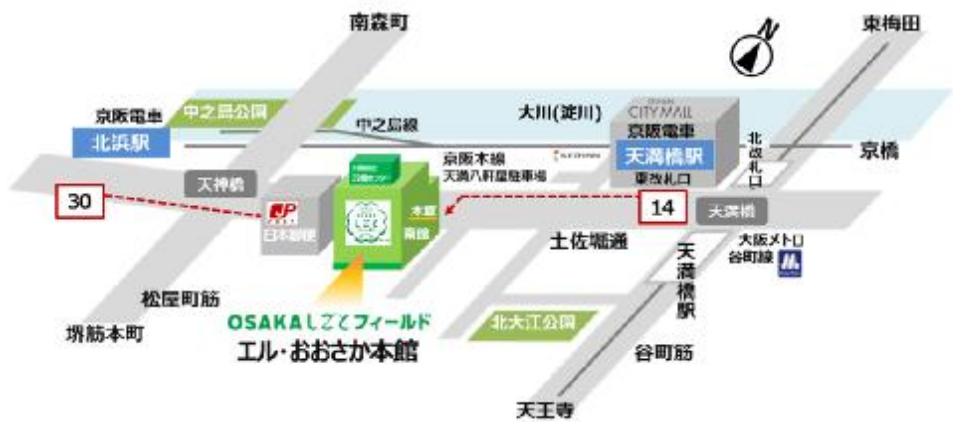 南森町
東梅田
N
京阪電車
北浜駅
中之島公園
中之島線
大川(淀川)
CITY MALL
京阪電車
天満橋駅
東改札口
北改札口
京橋
京阪本線
天満八軒屋駐車場
天神橋
30
JP
日本郵便
本館
南館
14
天満橋
土佐堀通
大阪メトロ
谷町線
天満橋駅
松屋町筋
堺筋本町
OSAKAしごとフィールド
エル・おおさか本館
北大江公園
谷町筋
天王寺